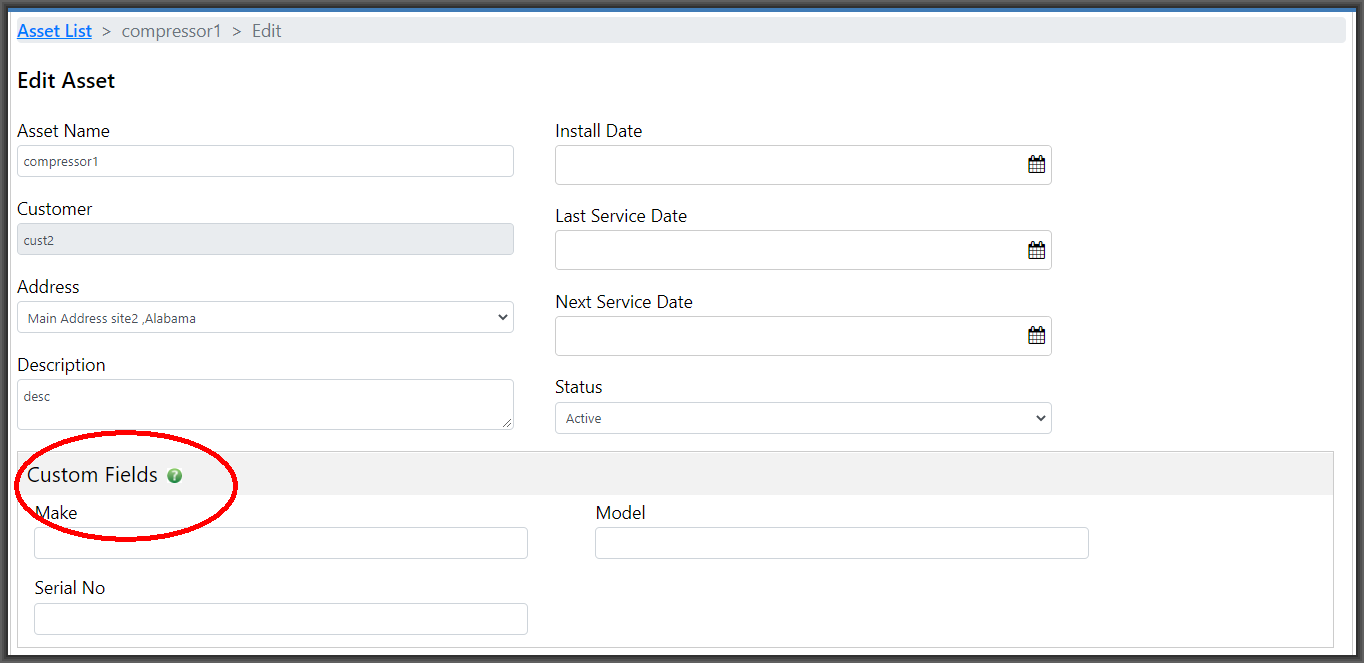 Asset List > compressor1 > Edit
Edit Asset
Asset Name
compressor1
Customer
cust2
Address
Main Address site2 ,Alabama
Description
desc
Install Date
Last Service Date
Next Service Date
Status
Active
Custom Fields ?
Make
Model
Serial No